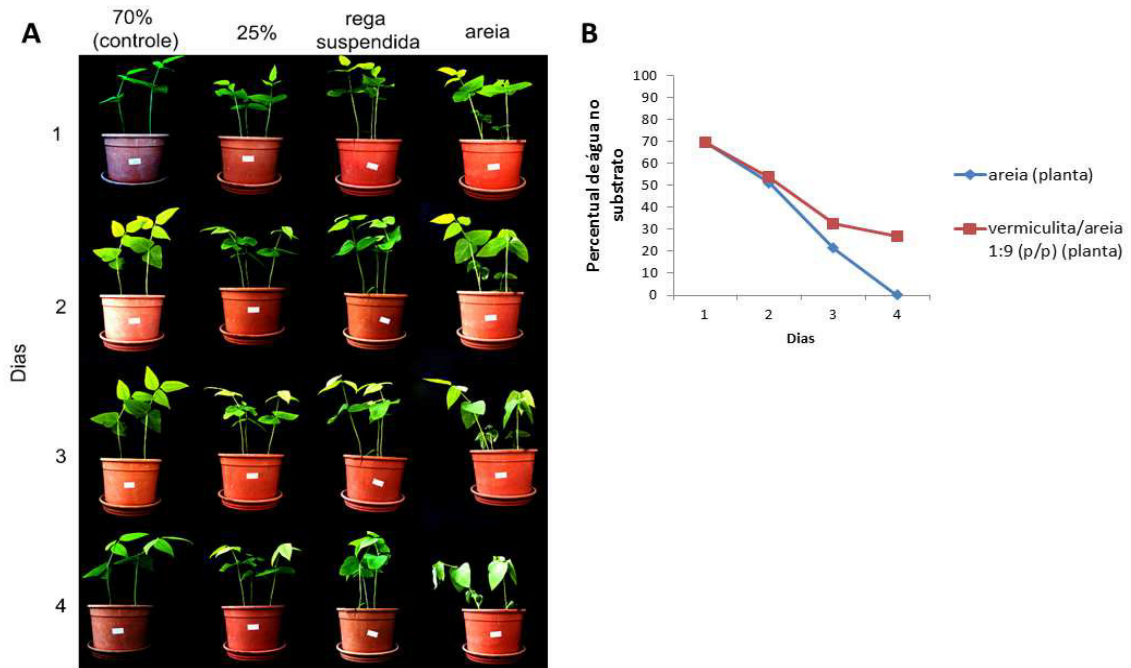 A
70%
(controle)
25%
rega
suspendida
areia
Dias
1
2
3
4
B
Percentual de água no
substrato
100
90
80
70
60
50
40
30
20
10
0
1 2 3 4
Dias
areia (planta)
vermiculita/areia
1:9 (p/p) (planta)